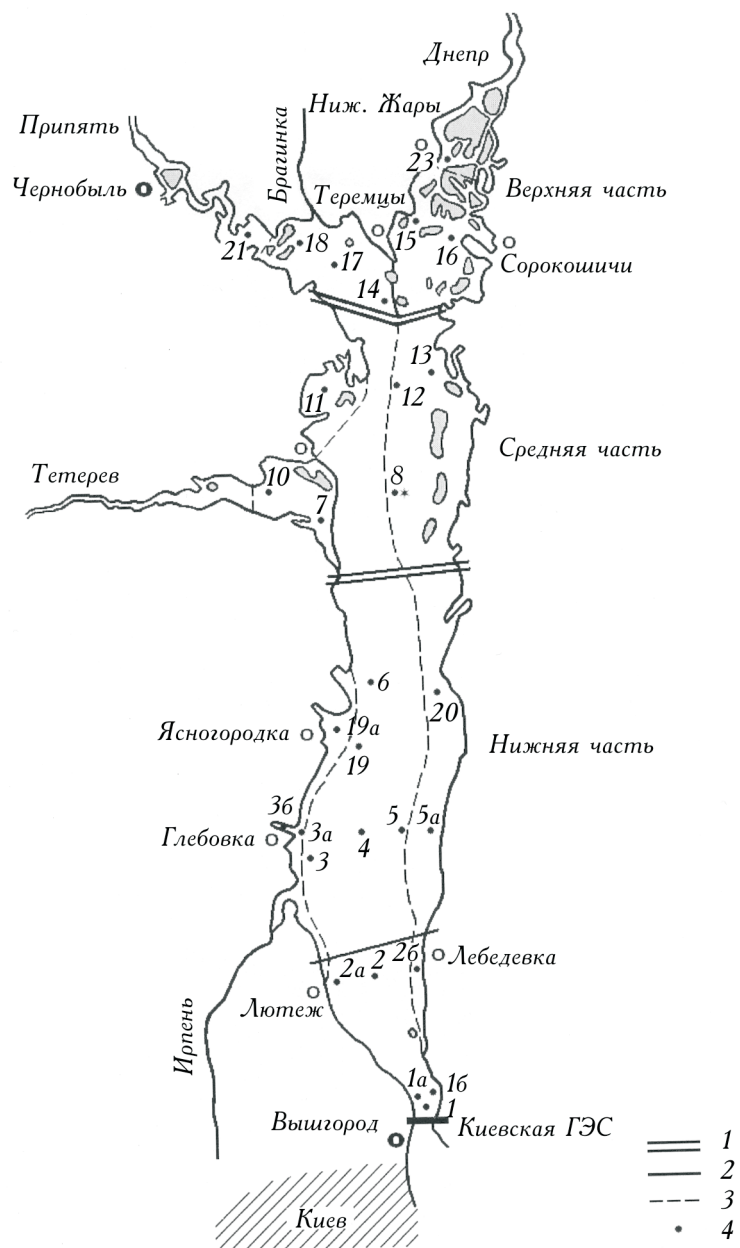 Днепр
Ниж. Жары
Припять
Брагинка
23
Чернобыль
Теремцы
Верхняя часть
21
18
17
15
16
Сорокошичи
14
13
11
12
Средняя часть
Тетерев
10
8
7
6
20
19а
Ясногородка
19
Нижняя часть
3б
3а
5
5а
Глебовка
4
3
2а
2
2б
Лебедевка
Лютеж
Ирпень
1а
1б
1
Вышгород
Киевская ГЭС
1
2
3
4
Киев